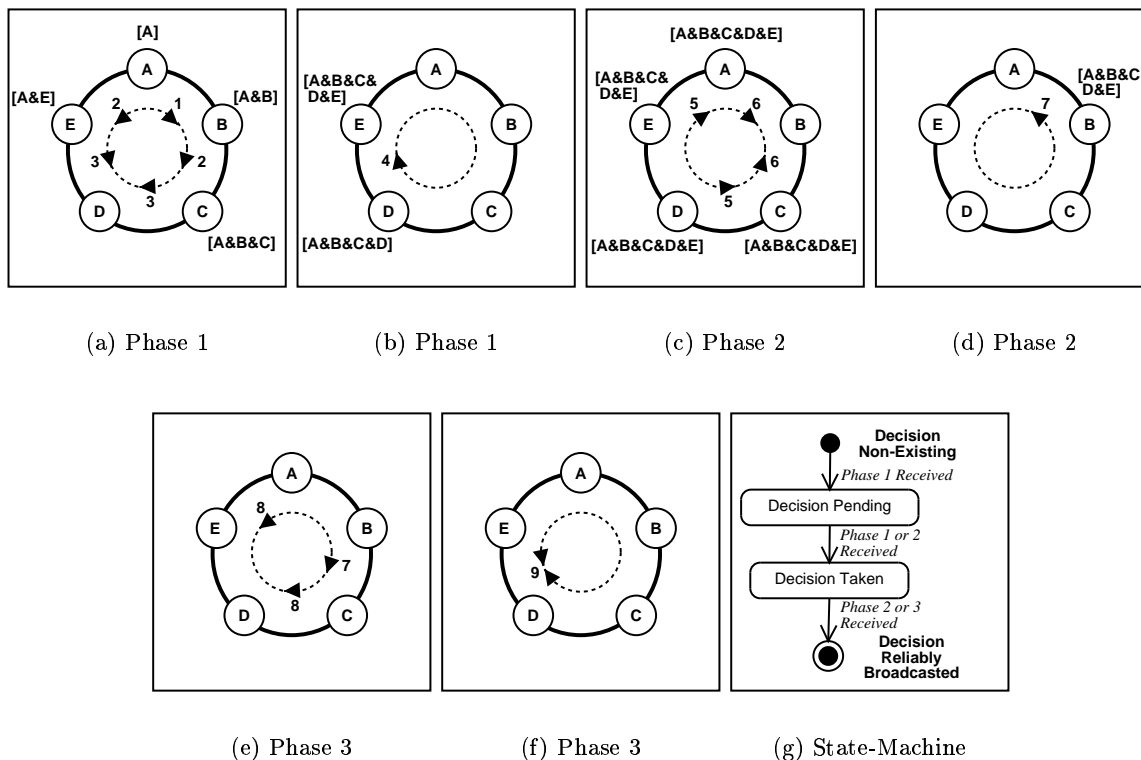 [A]
A
[A&E]
2
1
[A&B]
E
B
3
2
3
D
C
[A&B&C]
[A&B&C&
D&E]
A
E
B
4
D
C
[A&B&C&D]
[A&B&C&D&E]
[A&B&C&
D&E]
A
5
6
E
B
6
5
D
C
[A&B&C&D&E]
[A&B&C&D&E]
A
[A&B&C
D&E]
7
E
B
D
C
(a) Phase 1
(b) Phase 1
(c) Phase 2
(d) Phase 2
A
8
E
B
7
8
D
C
A
E
B
9
D
C
Decision
Non-Existing
Phase 1 Received
Decision Pending
Phase 1 or 2
Received
Decision Taken
Phase 2 or 3
Received
Decision
Reliably
Broadcasted
(e) Phase 3
(f) Phase 3
(g) State-Machine